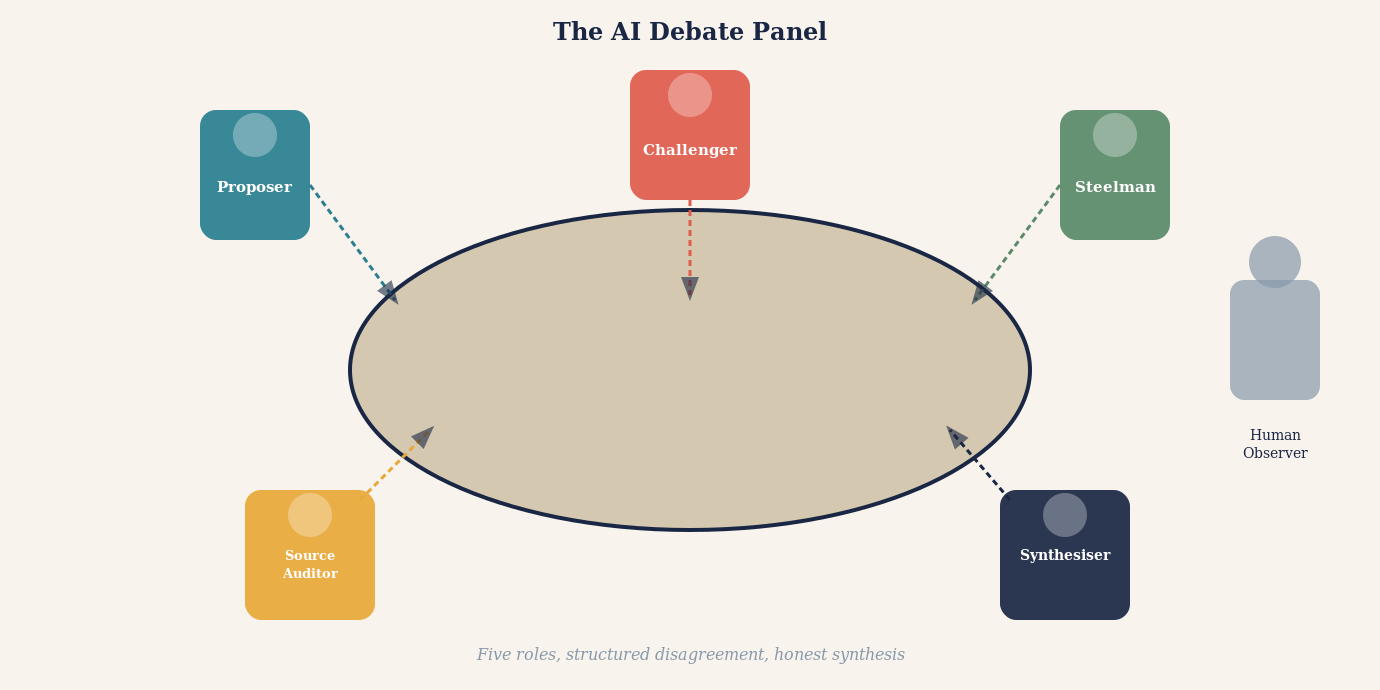 The AI Debate Panel
Challenger
Proposer
Steelman
Human
Observer
Source
Auditor
Synthesiser
Five roles, structured disagreement, honest synthesis